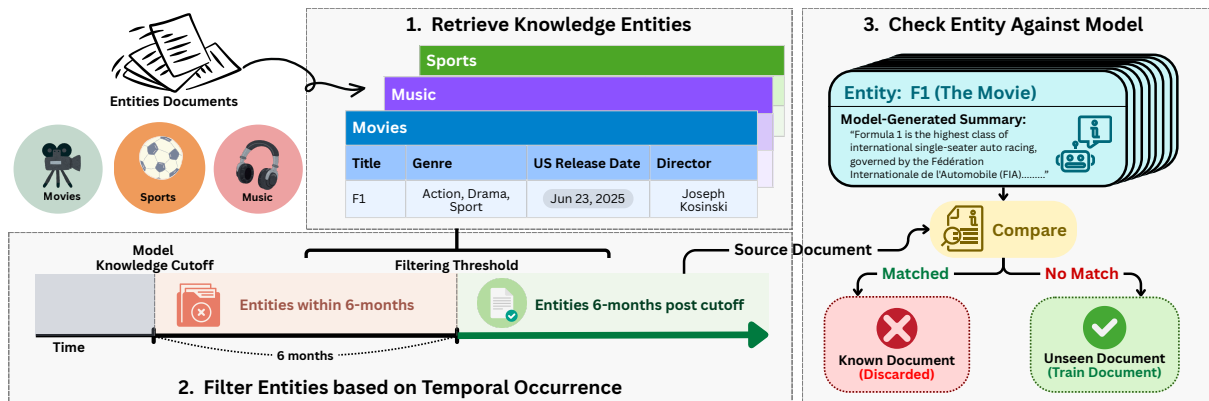 Entities Documents
Movies
Sports
Music
1. Retrieve Knowledge Entities
Sports
Music
Movies
Title Genre US Release Date Director
F1 Action, Drama, Sport Jun 23, 2025 Joseph Kosinski
Model
Knowledge Cutoff
Filtering Threshold
Entities within 6-months
Entities 6-months post cutoff
Time
6 months
2. Filter Entities based on Temporal Occurrence
Source Document
3. Check Entity Against Model
Entity: F1 (The Movie)
Model-Generated Summary:
“Formula 1 is the highest class of
international single-seater auto racing,
governed by the Fédération
Internationale de l'Automobile (FIA)........”
Compare
Matched
No Match
Known Document
(Discarded)
Unseen Document
(Train Document)